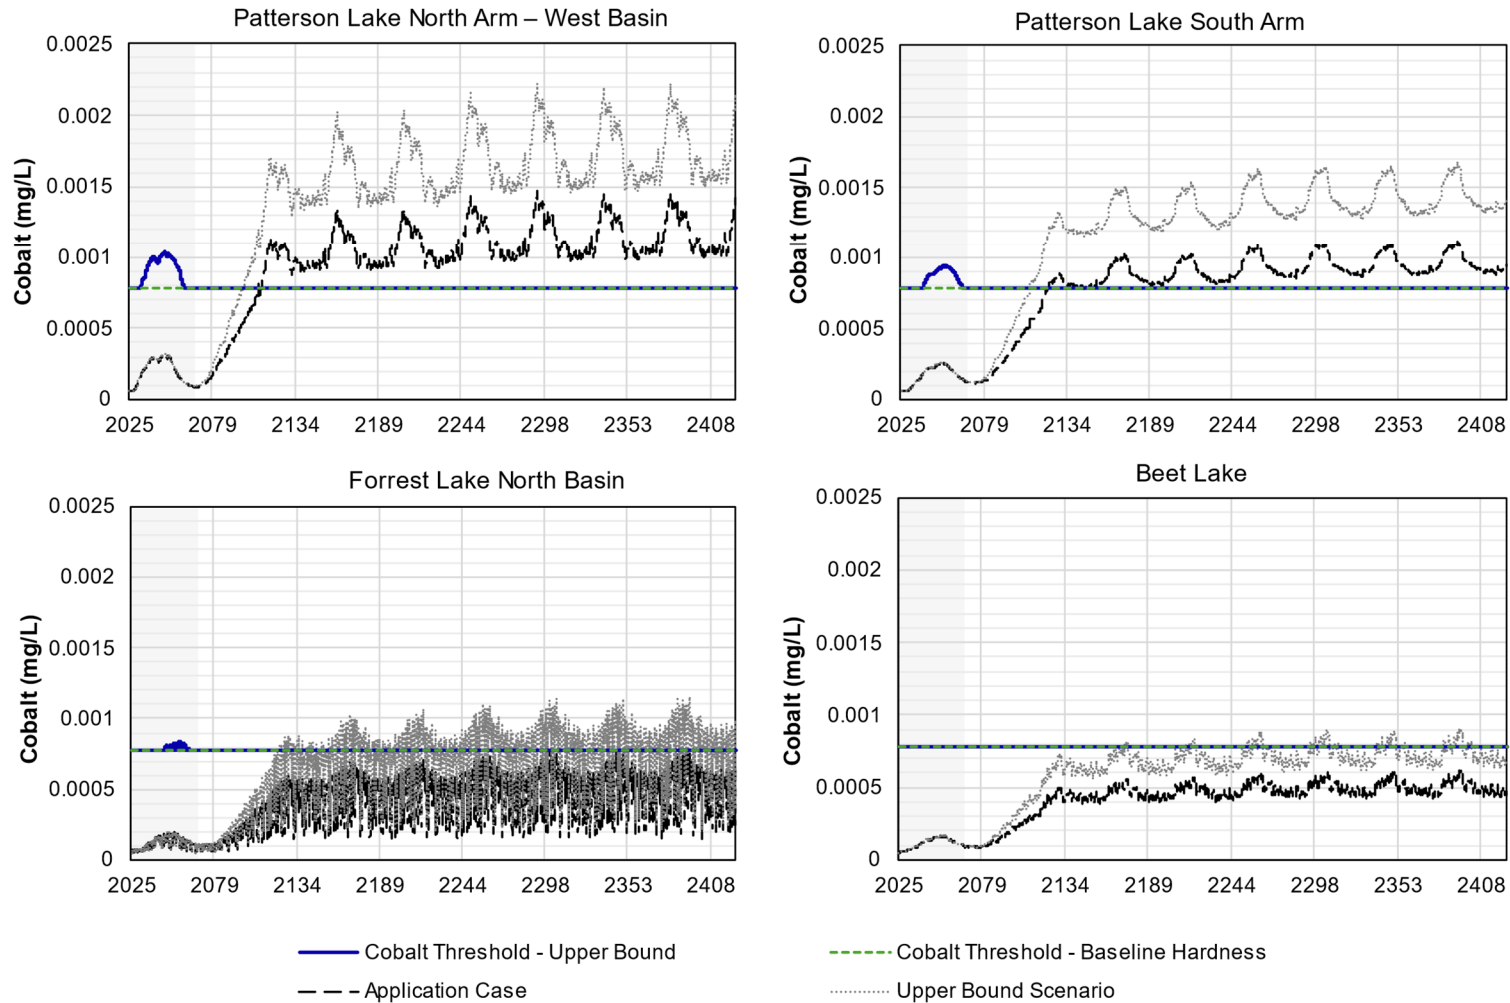 Patterson Lake North Arm – West Basin
Cobalt (mg/L)
0.0025
0.002
0.0015
0.001
0.0005
0
2025 2079 2134 2189 2244 2298 2353 2408
Patterson Lake South Arm
Cobalt (mg/L)
0.0025
0.002
0.0015
0.001
0.0005
0
2025 2079 2134 2189 2244 2298 2353 2408
Forrest Lake North Basin
Cobalt (mg/L)
0.0025
0.002
0.0015
0.001
0.0005
0
2025 2079 2134 2189 2244 2298 2353 2408
Beet Lake
Cobalt (mg/L)
0.0025
0.002
0.0015
0.001
0.0005
0
2025 2079 2134 2189 2244 2298 2353 2408
Cobalt Threshold - Upper Bound
Cobalt Threshold - Baseline Hardness
Application Case
Upper Bound Scenario